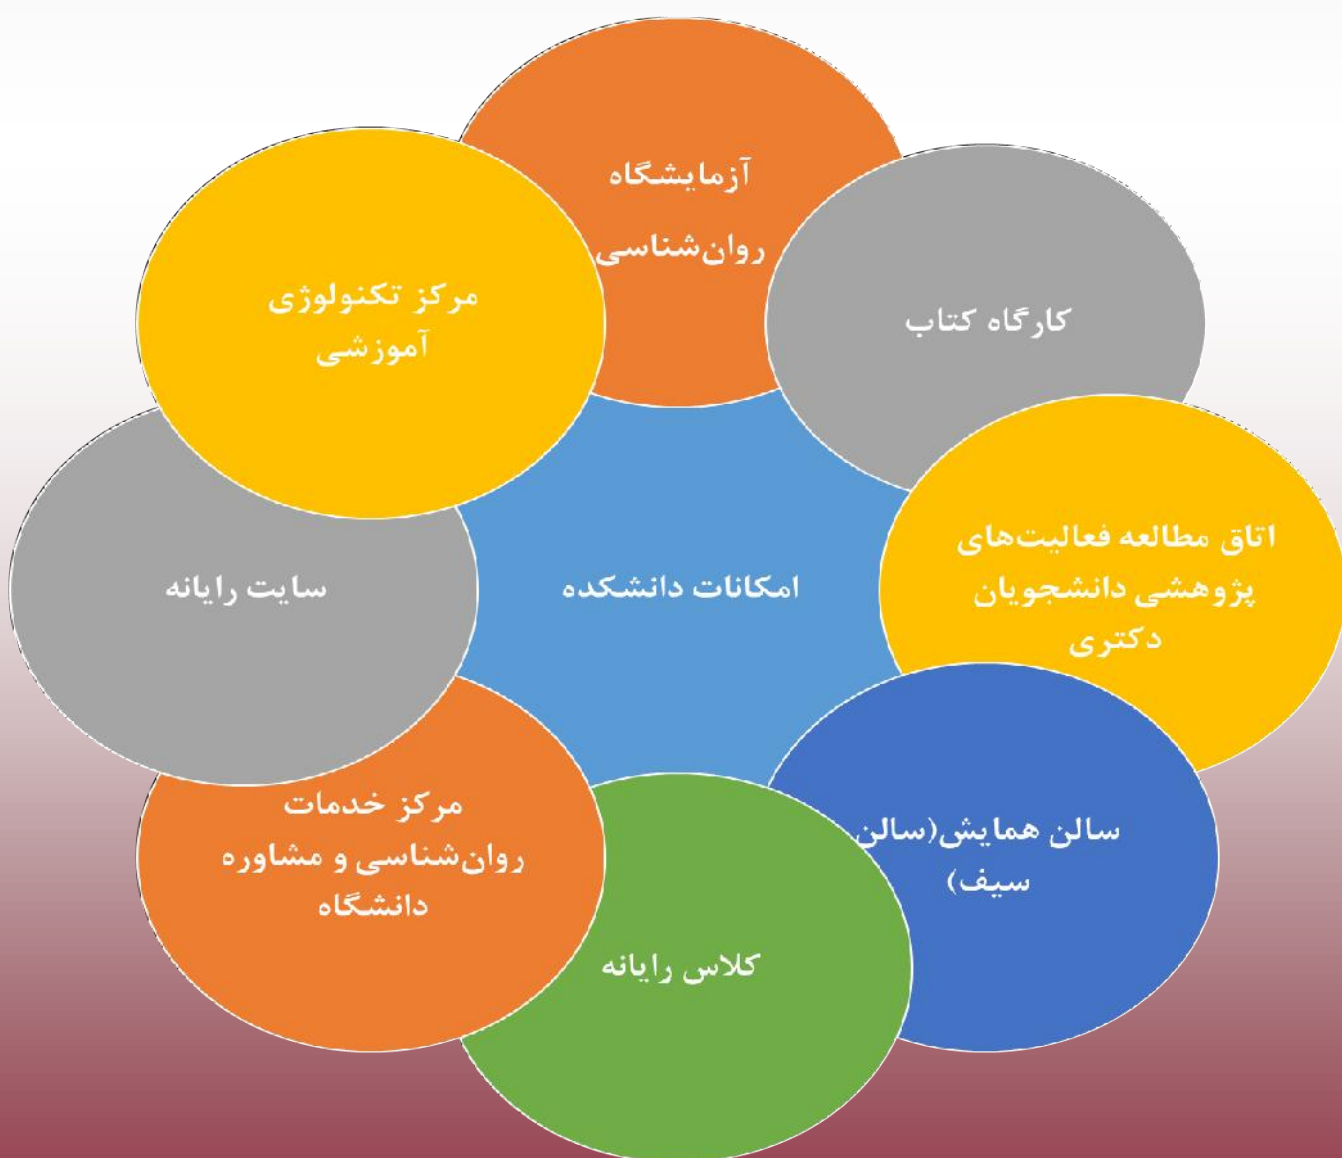 آزمایشگاه
روان‌شناسی
کارگاه کتاب
اتاق مطالعه فعالیت‌های
پژوهشی دانشجویان
دکتری
سالن همایش(سالن
سیف)
کلاس رایانه
مرکز خدمات
روان‌شناسی و مشاوره
دانشگاه
سایت رایانه
مرکز تکنولوژی
آموزشی
امکانات دانشکده